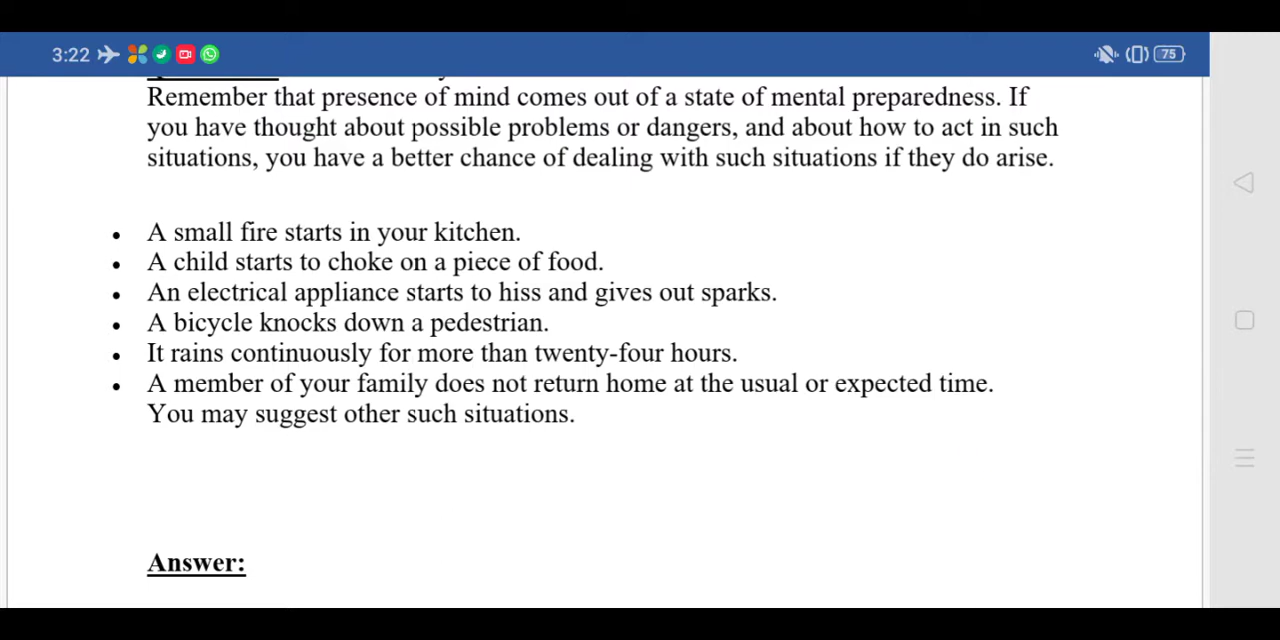 3:22
75
Remember that presence of mind comes out of a state of mental preparedness. If
you have thought about possible problems or dangers, and about how to act in such
situations, you have a better chance of dealing with such situations if they do arise.
• A small fire starts in your kitchen.
• A child starts to choke on a piece of food.
• An electrical appliance starts to hiss and gives out sparks.
• A bicycle knocks down a pedestrian.
• It rains continuously for more than twenty-four hours.
• A member of your family does not return home at the usual or expected time.
You may suggest other such situations.
Answer: